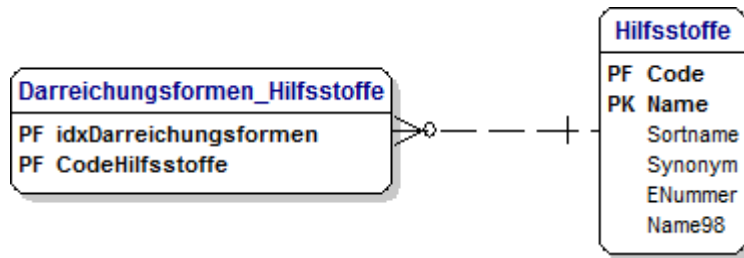 Hilfsstoffe
PF Code
PK Name
Sortname
Synonym
ENummer
Name98
Darreichungsformen_Hilfsstoffe
PF idxDarreichungsformen
PF CodeHilfsstoffe